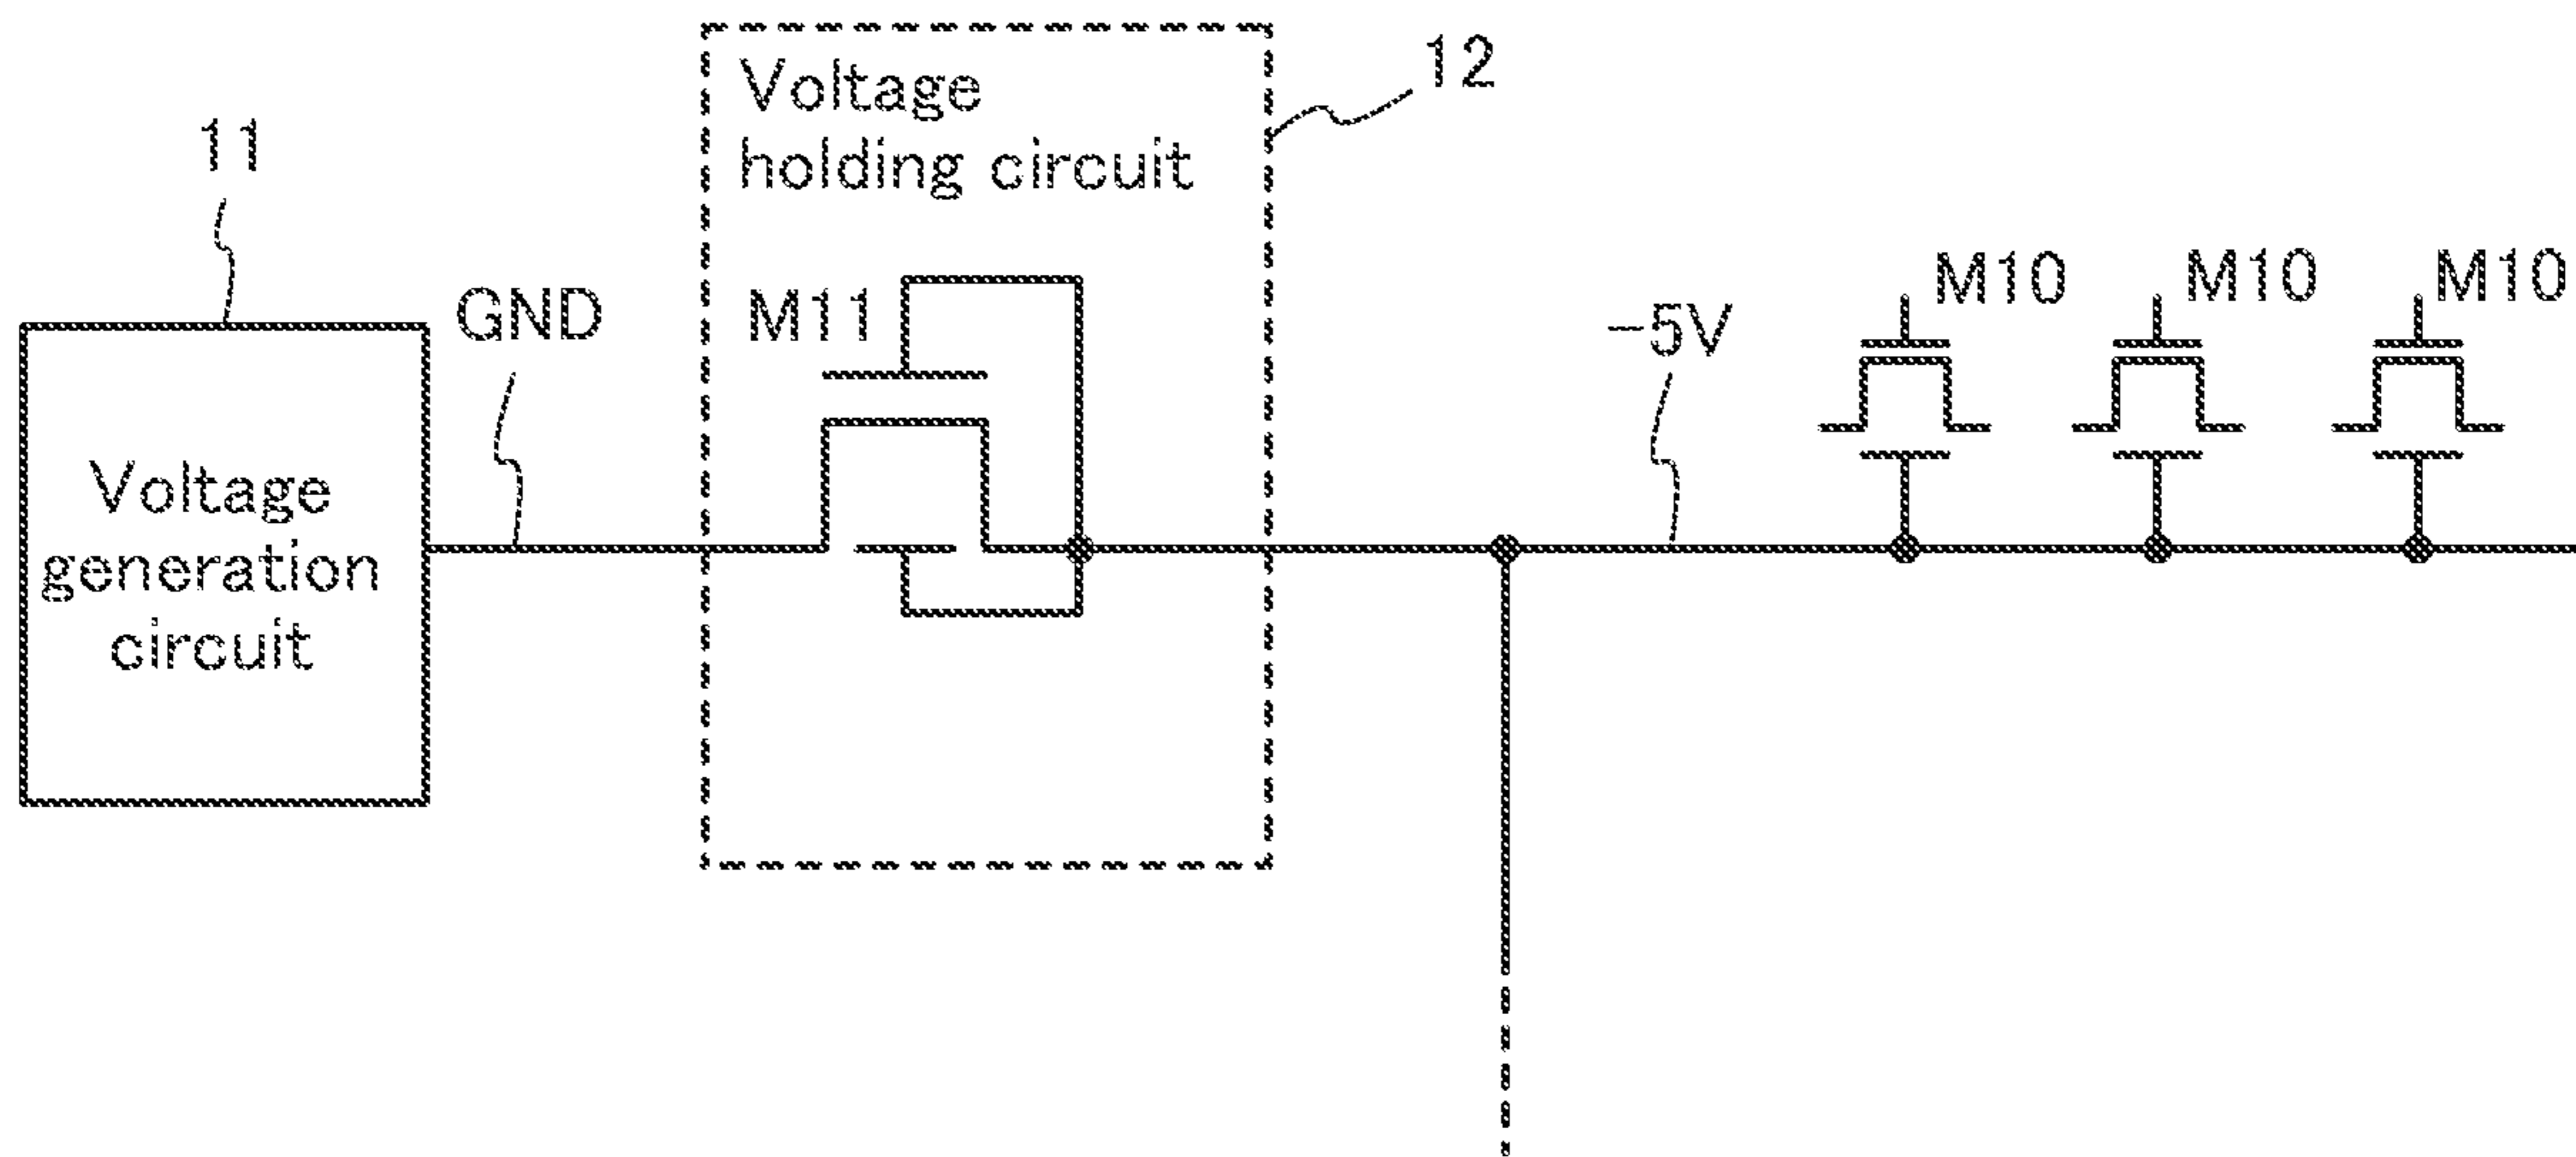 12
Voltage
holding circuit
11
M10
M10
M10
GND
M11
-5V
Voltage
generation
circuit